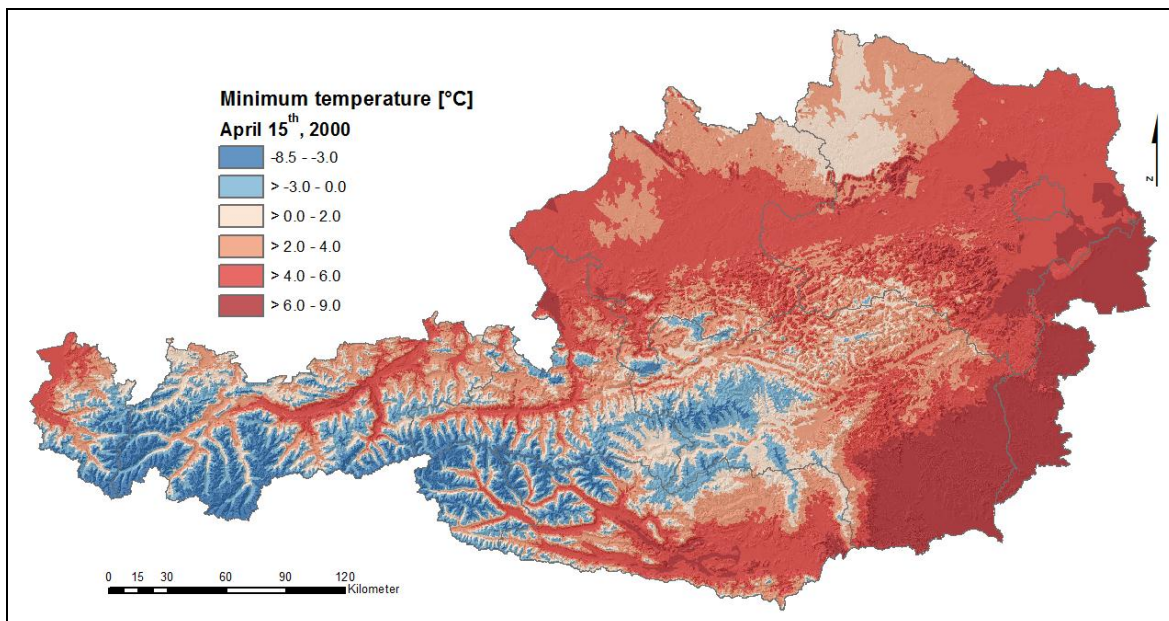 Minimum temperature [°C]
April 15th, 2000
-8.5 - -3.0
> -3.0 - 0.0
> 0.0 - 2.0
> 2.0 - 4.0
> 4.0 - 6.0
> 6.0 - 9.0
N
0 15 30 60 90 120
Kilometer